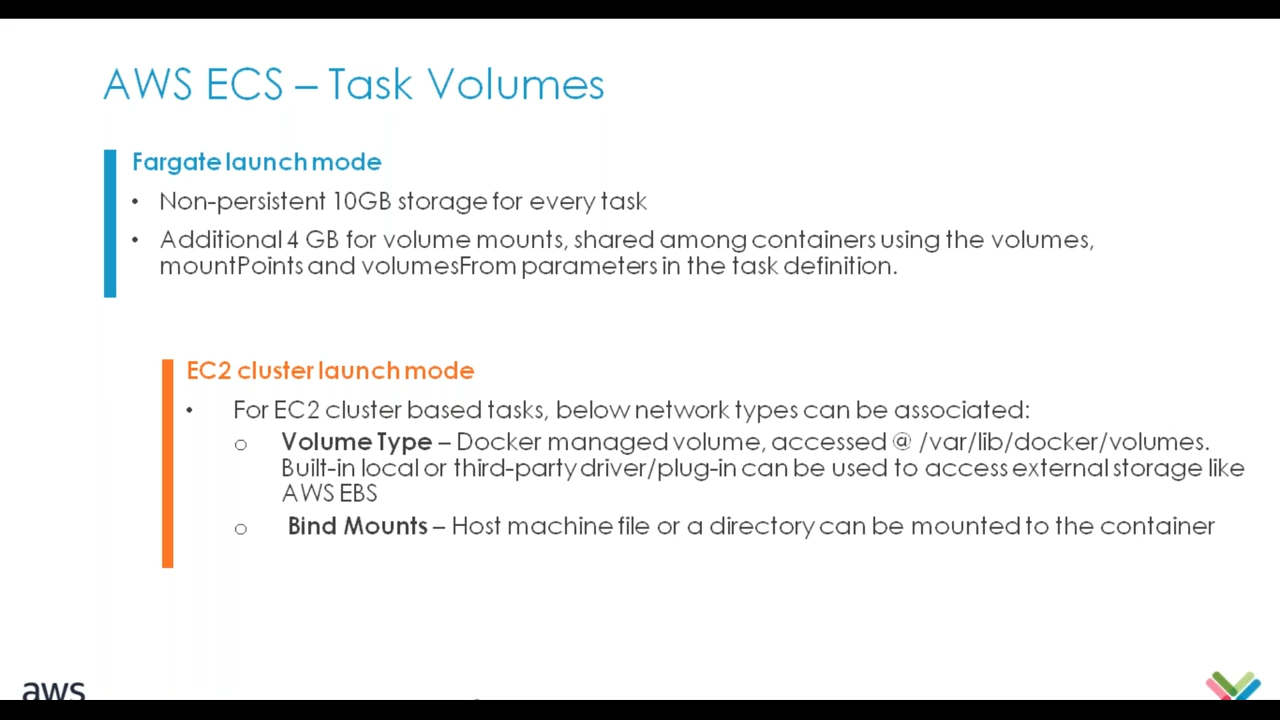 AWS ECS – Task Volumes
Fargate launch mode
• Non-persistent 10GB storage for every task
• Additional 4 GB for volume mounts, shared among containers using the volumes,
mountPoints and volumesFrom parameters in the task definition.
EC2 cluster launch mode
• For EC2 cluster based tasks, below network types can be associated:
o Volume Type – Docker managed volume, accessed @ /var/lib/docker/volumes.
Built-in local or third-party driver/plug-in can be used to access external storage like
AWS EBS
o Bind Mounts – Host machine file or a directory can be mounted to the container
aws